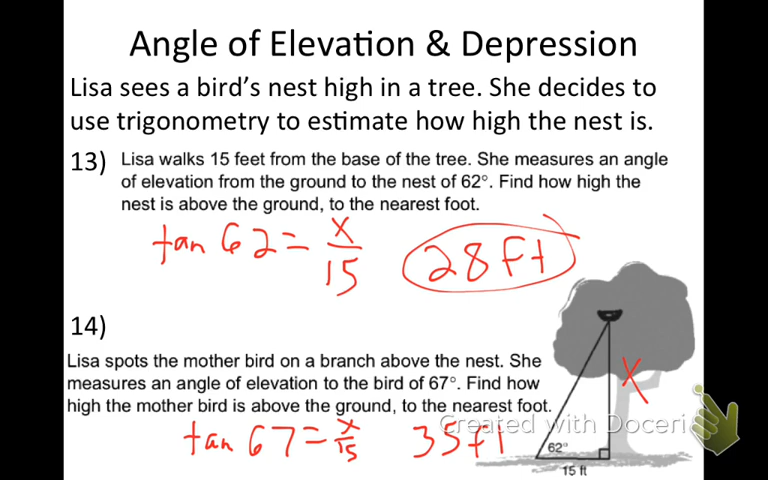 Angle of Elevation & Depression
Lisa sees a bird's nest high in a tree. She decides to
use trigonometry to estimate how high the nest is.
13) Lisa walks 15 feet from the base of the tree. She measures an angle
of elevation from the ground to the nest of 62°. Find how high the
nest is above the ground, to the nearest foot.
tan 62 = x/15
28 ft
14)
Lisa spots the mother bird on a branch above the nest. She
measures an angle of elevation to the bird of 67°. Find how
high the mother bird is above the ground, to the nearest foot.
tan 67 = x/15 35 ft
x
Created with Doceri
62°
15 ft